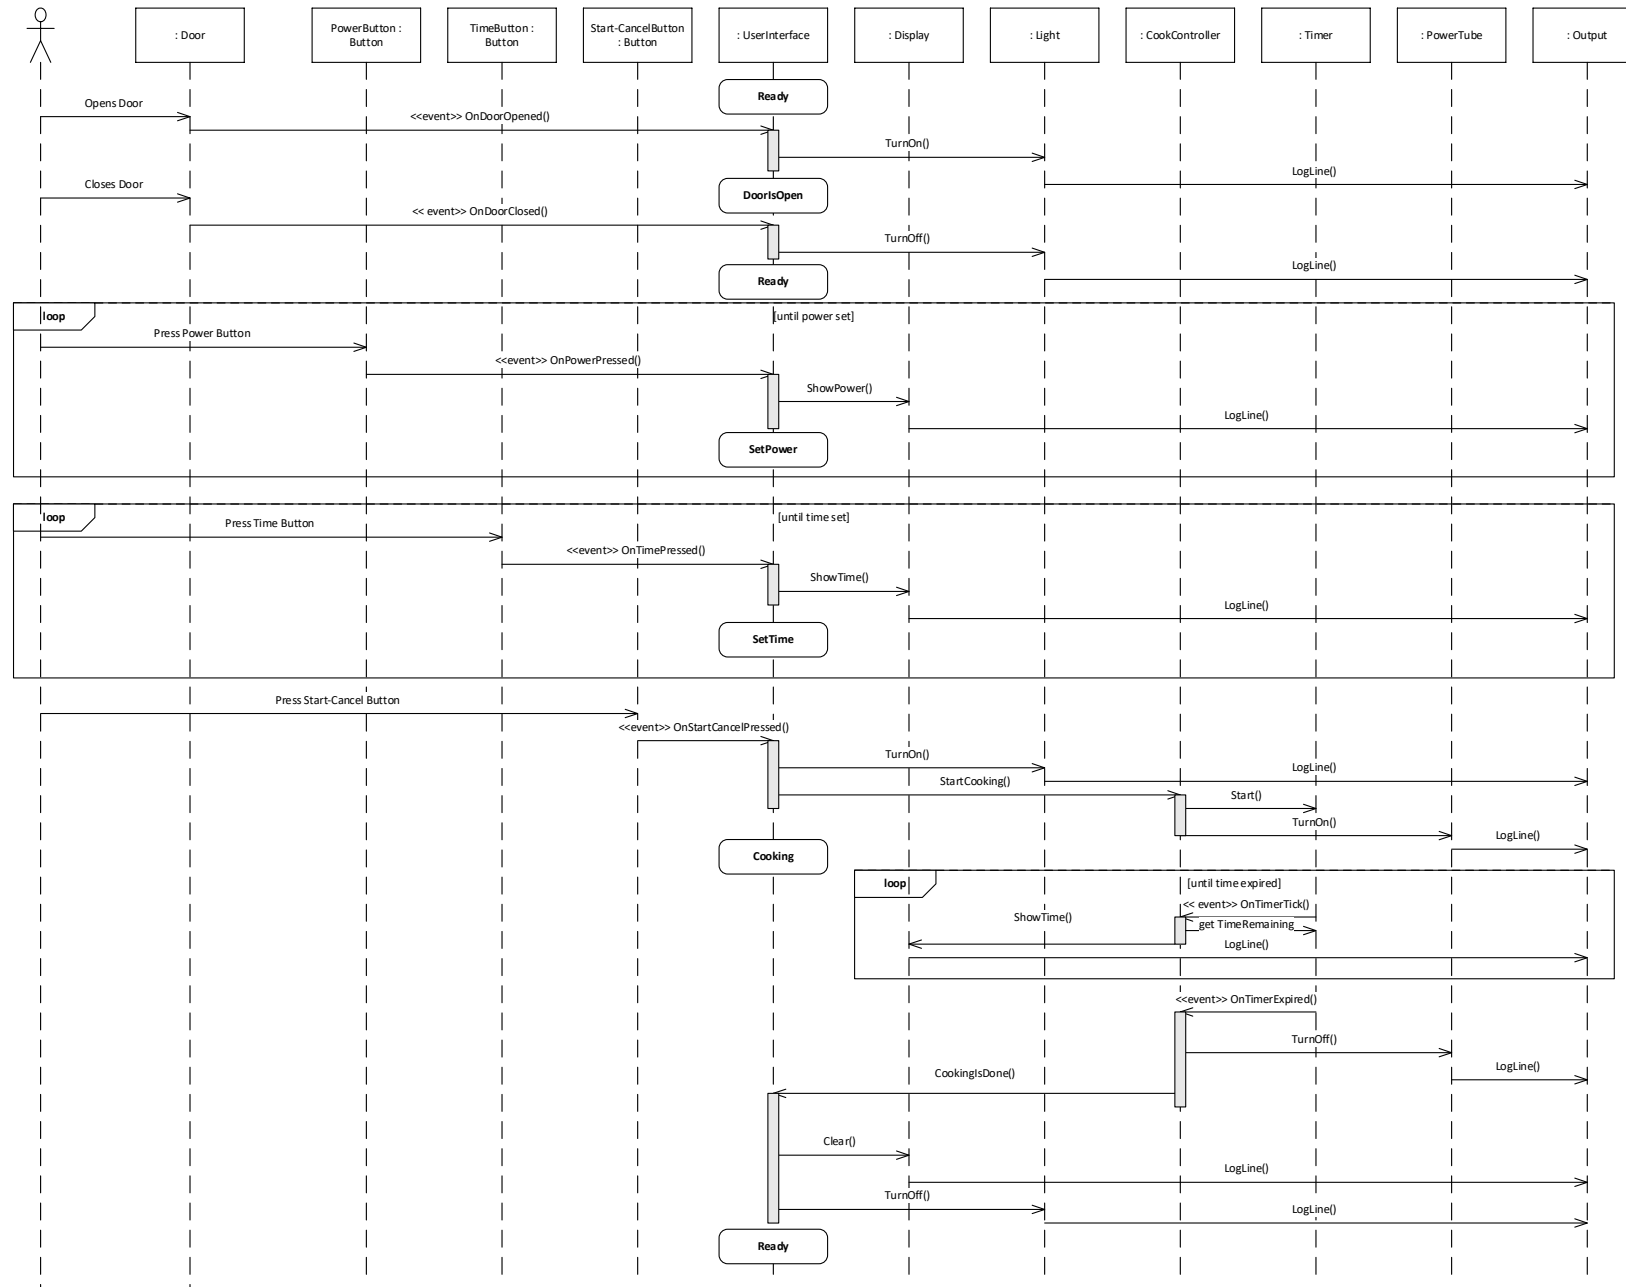 : Door
PowerButton :
Button
TimeButton :
Button
Start-CancelButton
: Button
: UserInterface
: Display
: Light
: CookController
: Timer
: PowerTube
: Output
Ready
Opens Door
<<event>> OnDoorOpened()
TurnOn()
LogLine()
Closes Door
DoorIsOpen
<< event>> OnDoorClosed()
TurnOff()
LogLine()
Ready
loop
[until power set]
Press Power Button
<<event>> OnPowerPressed()
ShowPower()
LogLine()
SetPower
loop
[until time set]
Press Time Button
<<event>> OnTimePressed()
ShowTime()
LogLine()
SetTime
Press Start-Cancel Button
<<event>> OnStartCancelPressed()
TurnOn()
LogLine()
StartCooking()
Start()
TurnOn()
LogLine()
Cooking
loop
[until time expired]
<< event>> OnTimerTick()
ShowTime()
get TimeRemaining
LogLine()
<<event>> OnTimerExpired()
TurnOff()
LogLine()
CookingIsDone()
Clear()
LogLine()
TurnOff()
LogLine()
Ready